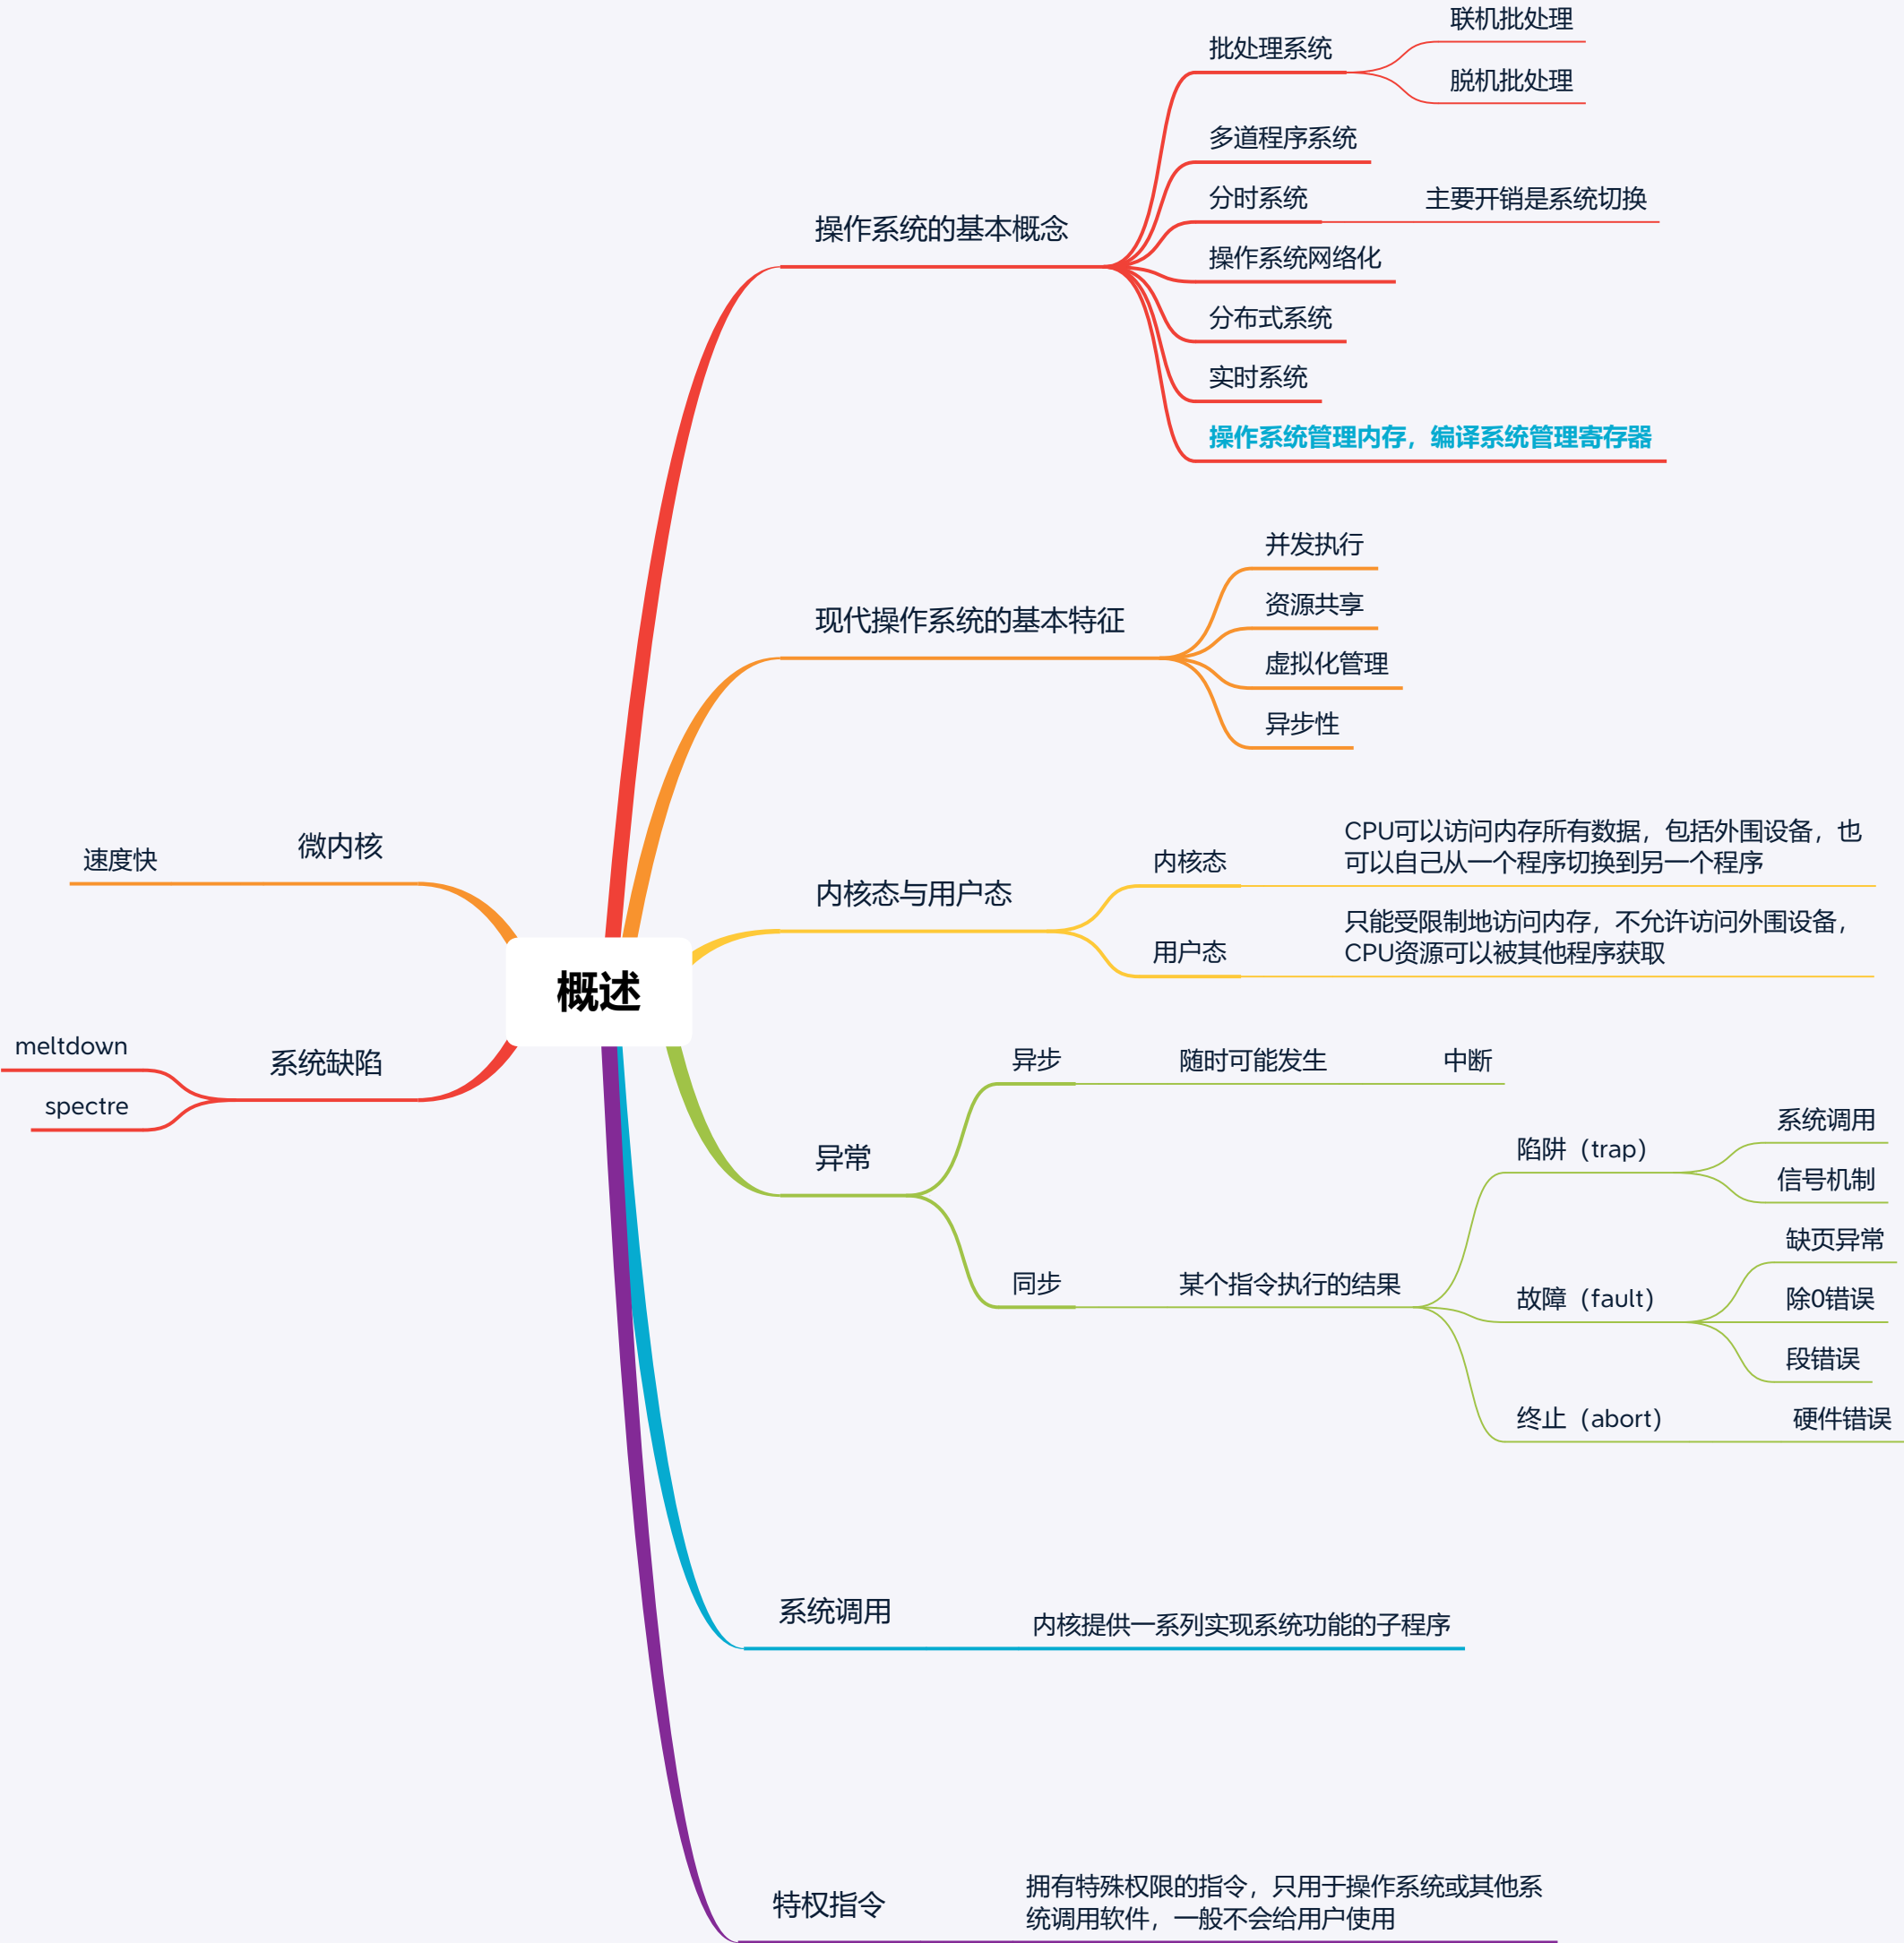 概述
操作系统的基本概念
批处理系统
联机批处理
脱机批处理
多道程序系统
分时系统
主要开销是系统切换
操作系统网络化
分布式系统
实时系统
操作系统管理内存，编译系统管理寄存器
现代操作系统的基本特征
并发执行
资源共享
虚拟化管理
异步性
内核态与用户态
内核态
CPU可以访问内存所有数据，包括外围设备，也
可以自己从一个程序切换到另一个程序
用户态
只能受限制地访问内存，不允许访问外围设备，
CPU资源可以被其他程序获取
异常
异步
随时可能发生
中断
同步
某个指令执行的结果
陷阱（trap）
系统调用
信号机制
故障（fault）
缺页异常
除0错误
段错误
终止（abort）
硬件错误
系统调用
内核提供一系列实现系统功能的子程序
特权指令
拥有特殊权限的指令，只用于操作系统或其他系
统调用软件，一般不会给用户使用
微内核
速度快
系统缺陷
meltdown
spectre